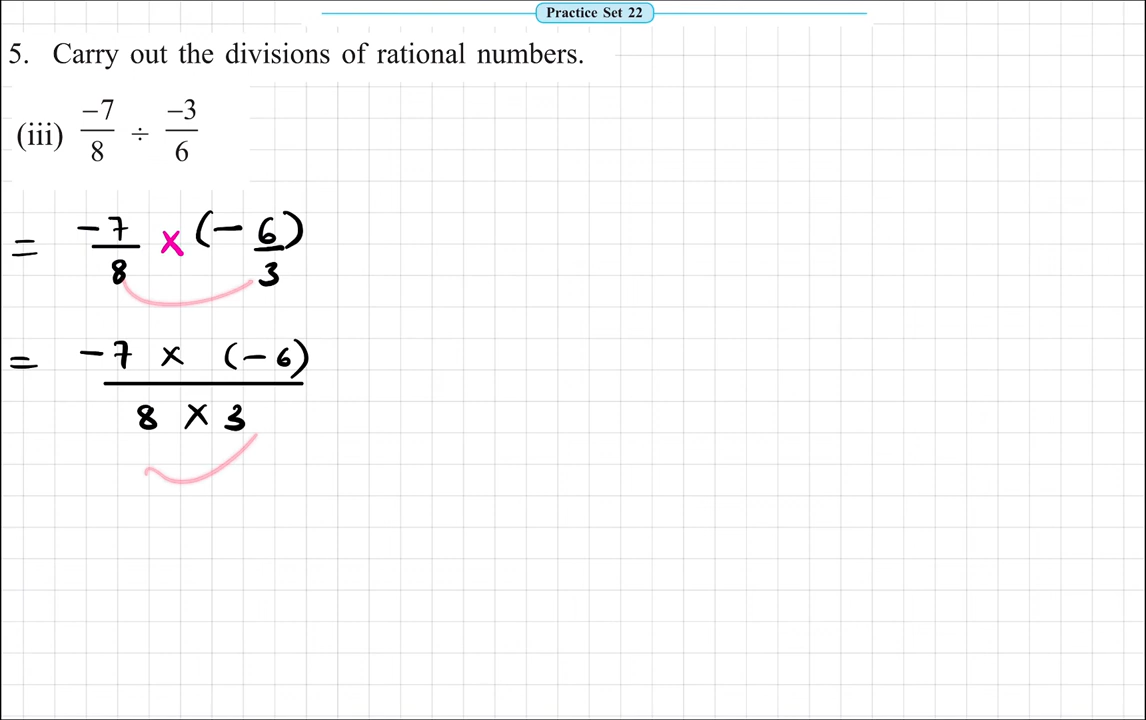 Practice Set 22
5. Carry out the divisions of rational numbers.
(iii) −7/8 ÷ −3/6
= −7/8 × (−6/3)
= −7 × (−6)
8 × 3